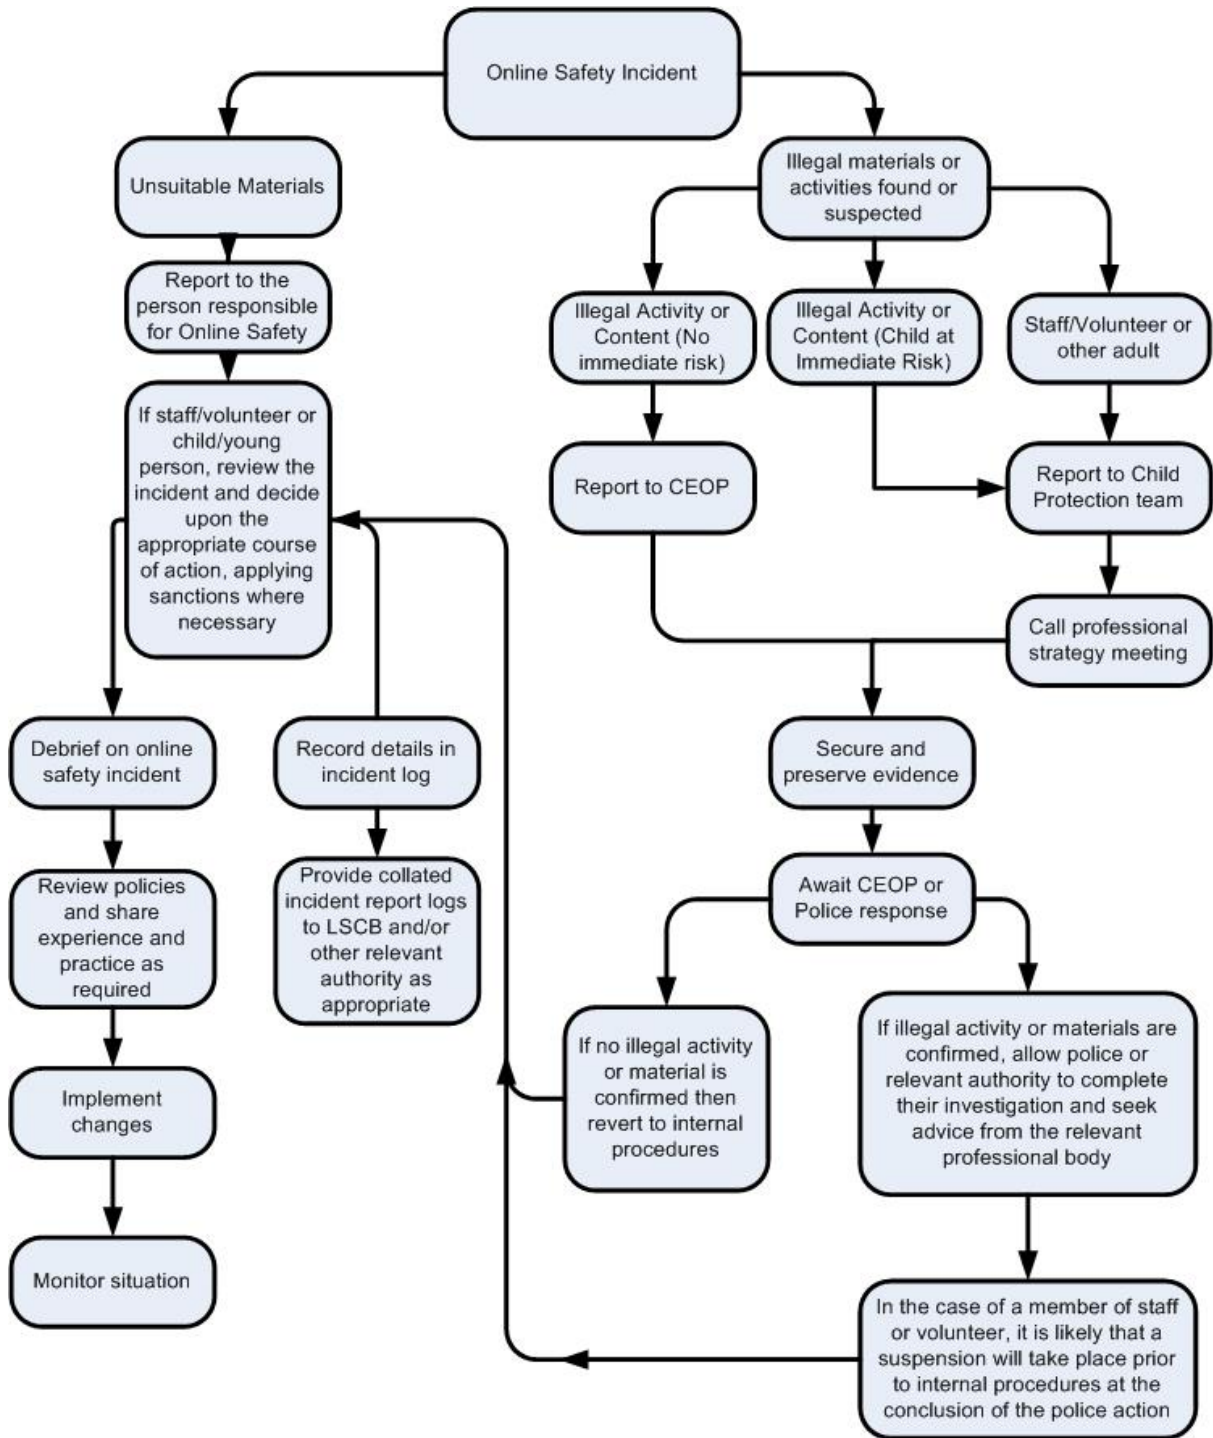 Online Safety Incident
Unsuitable Materials
Illegal materials or
activities found or
suspected
Report to the
person responsible
for Online Safety
Illegal Activity or
Content (No
immediate risk)
Illegal Activity or
Content (Child at
Immediate Risk)
Staff/Volunteer or
other adult
If staff/volunteer or
child/young
person, review the
incident and decide
upon the
appropriate course
of action, applying
sanctions where
necessary
Report to CEOP
Report to Child
Protection team
Call professional
strategy meeting
Debrief on online
safety incident
Record details in
incident log
Secure and
preserve evidence
Review policies
and share
experience and
practice as
required
Provide collated
incident report logs
to LSCB and/or
other relevant
authority as
appropriate
Await CEOP or
Police response
If no illegal activity
or material is
confirmed then
revert to internal
procedures
If illegal activity or materials are
confirmed, allow police or
relevant authority to complete
their investigation and seek
advice from the relevant
professional body
Implement
changes
Monitor situation
In the case of a member of staff
or volunteer, it is likely that a
suspension will take place prior
to internal procedures at the
conclusion of the police action